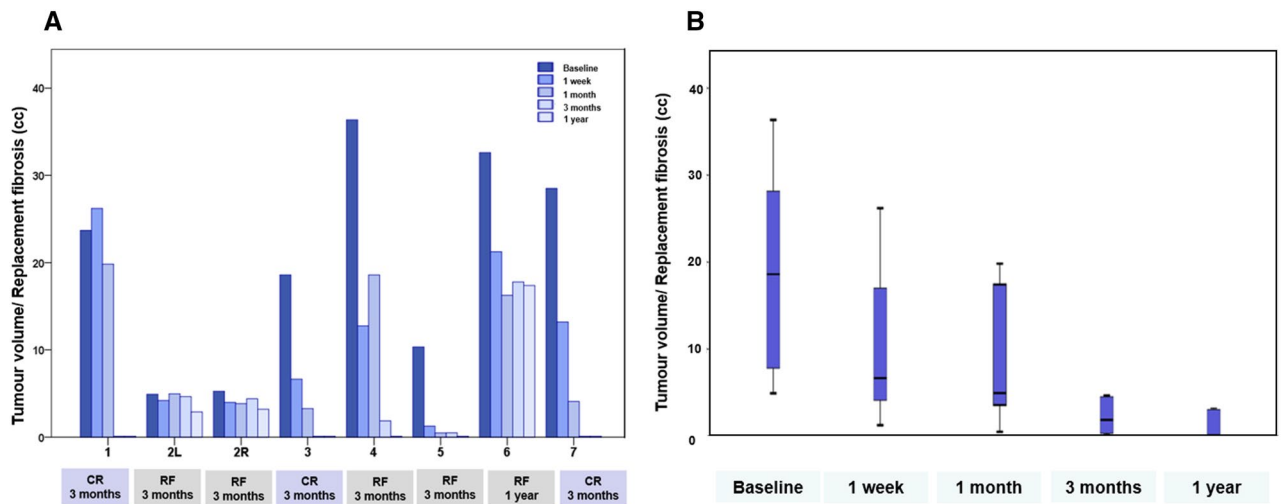 A
Tumour volume/ Replacement fibrosis (cc)
40
30
20
10
0
Baseline
1 week
1 month
3 months
1 year
1 2L 2R 3 4 5 6 7
CR RF RF CR RF RF RF CR
3 months 3 months 3 months 3 months 3 months 3 months 1 year 3 months
B
Tumour volume/ Replacement fibrosis (cc)
40
30
20
10
0
Baseline 1 week 1 month 3 months 1 year